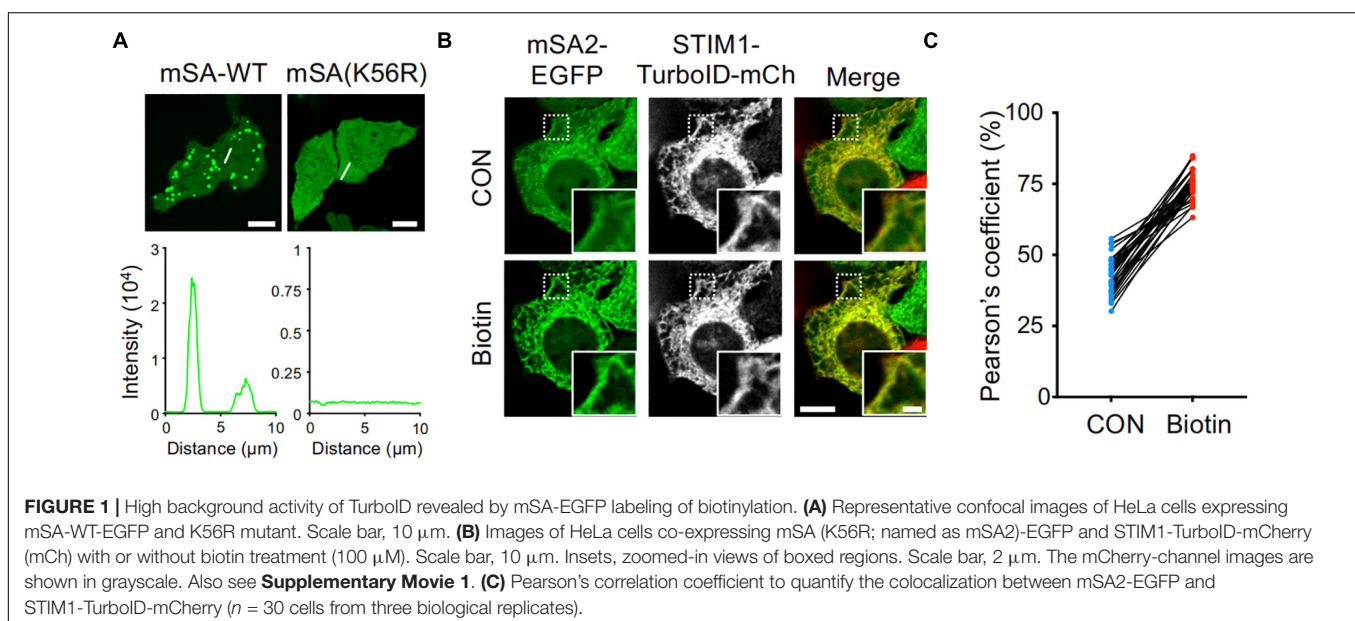 A
mSA-WT mSA(K56R)
Intensity (10⁴)
3
2
1
0
0.75
1
0.5
0.25
0
0 5 10
0 5 10
Distance (µm) Distance (µm)
B
mSA2-
EGFP
STIM1-
TurboID-mCh
Merge
CON
Biotin
C
Pearson's coefficient (%)
100
75
50
25
0
CON Biotin
FIGURE 1 | High background activity of TurboID revealed by mSA-EGFP labeling of biotinylation. (A) Representative confocal images of HeLa cells expressing
mSA-WT-EGFP and K56R mutant. Scale bar, 10 µm. (B) Images of HeLa cells co-expressing mSA (K56R; named as mSA2)-EGFP and STIM1-TurboID-mCherry
(mCh) with or without biotin treatment (100 µM). Scale bar, 10 µm. Insets, zoomed-in views of boxed regions. Scale bar, 2 µm. The mCherry-channel images are
shown in grayscale. Also see Supplementary Movie 1. (C) Pearson's correlation coefficient to quantify the colocalization between mSA2-EGFP and
STIM1-TurboID-mCherry (n = 30 cells from three biological replicates).